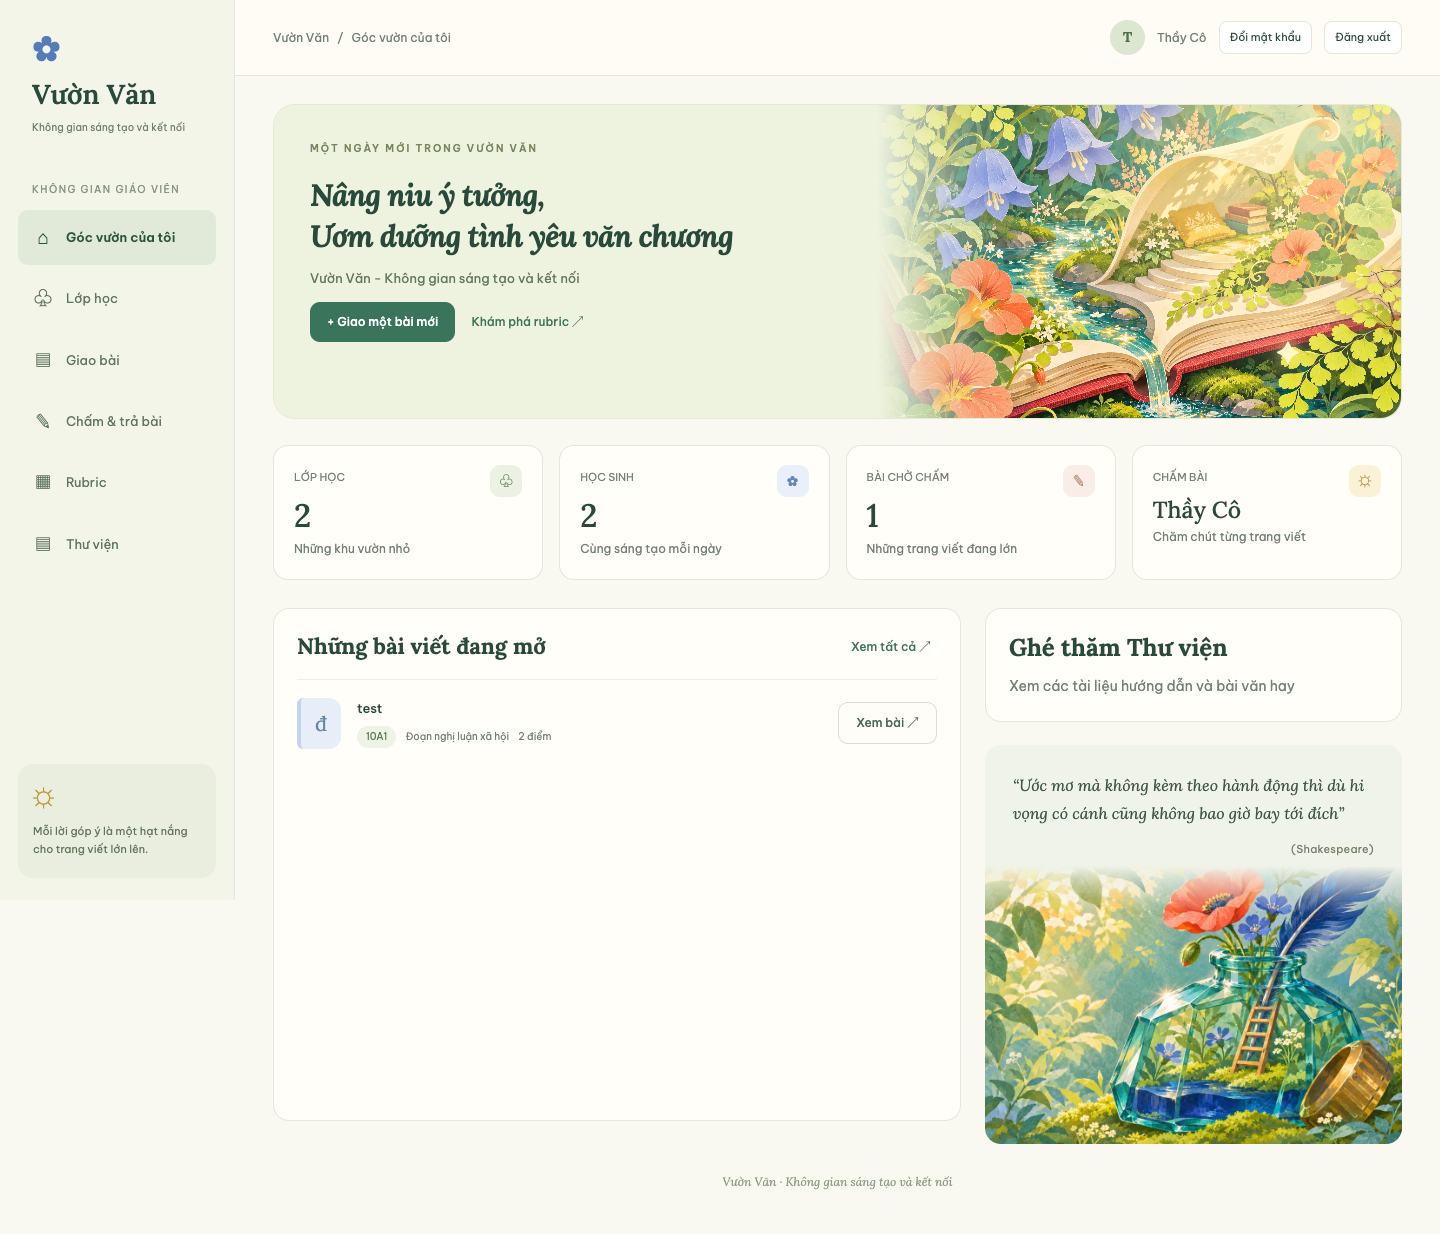 Vườn Văn
Không gian sáng tạo và kết nối
KHÔNG GIAN GIÁO VIÊN
Góc vườn của tôi
Lớp học
Giao bài
Chấm & trả bài
Rubric
Thư viện
Mỗi lời góp ý là một hạt nắng
cho trang viết lớn lên.
Vườn Văn / Góc vườn của tôi
T Thầy Cô Đổi mật khẩu Đăng xuất
MỘT NGÀY MỚI TRONG VƯỜN VĂN
Nâng niu ý tưởng,
Ươm dưỡng tình yêu văn chương
Vườn Văn - Không gian sáng tạo và kết nối
+ Giao một bài mới Khám phá rubric ↗
LỚP HỌC
2
Những khu vườn nhỏ
HỌC SINH
2
Cùng sáng tạo mỗi ngày
BÀI CHỜ CHẤM
1
Những trang viết đang lớn
CHẤM BÀI
Thầy Cô
Chăm chút từng trang viết
Những bài viết đang mở
Xem tất cả ↗
đ
test
10A1 Đoạn nghị luận xã hội 2 điểm
Xem bài ↗
Ghé thăm Thư viện
Xem các tài liệu hướng dẫn và bài văn hay
“Ước mơ mà không kèm theo hành động thì dù hi
vọng có cánh cũng không bao giờ bay tới đích”
(Shakespeare)
Vườn Văn · Không gian sáng tạo và kết nối